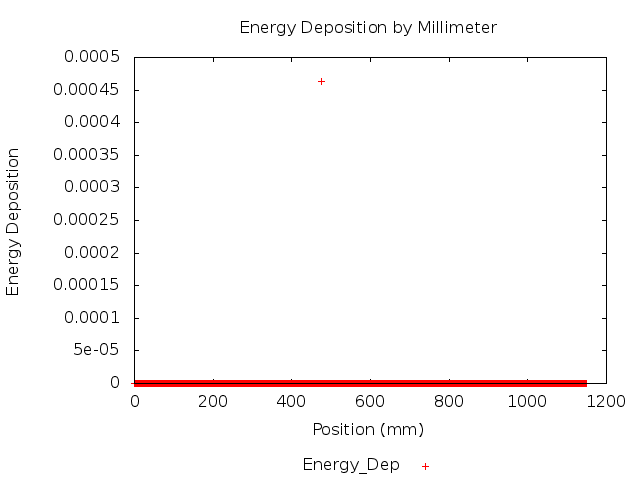 Energy Deposition by Millimeter
0.0005
0.00045
0.0004
0.00035
0.0003
0.00025
0.0002
0.00015
0.0001
5e-05
0
Energy Deposition
0 200 400 600 800 1000 1200
Position (mm)
Energy_Dep